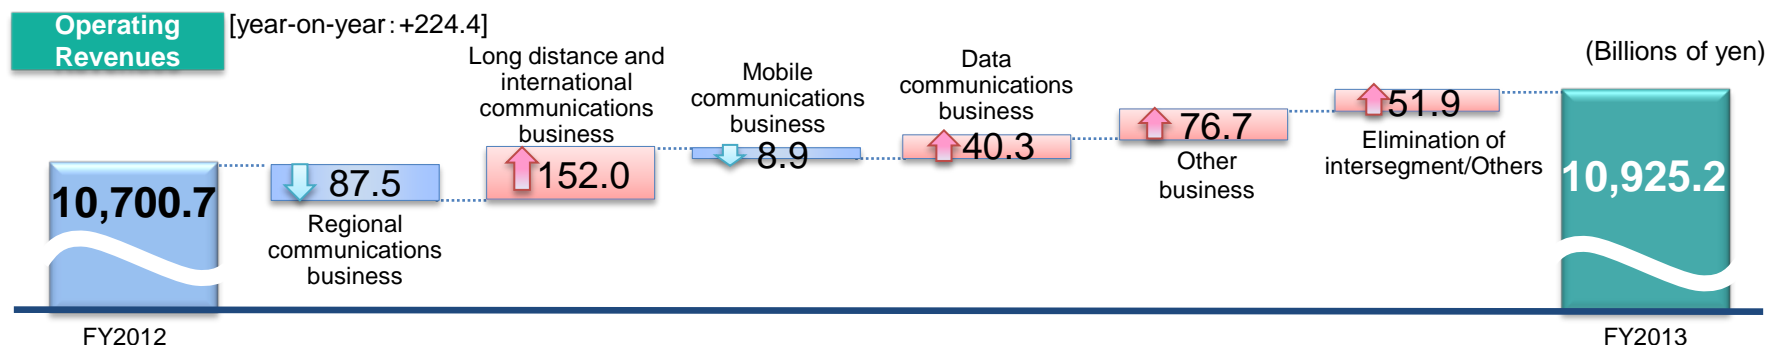 Operating
Revenues
[year-on-year：+224.4]
(Billions of yen)
10,700.7
FY2012
87.5
Regional
communications
business
Long distance and
international
communications
business
152.0
Mobile
communications
business
8.9
Data
communications
business
40.3
76.7
Other
business
51.9
Elimination of
intersegment/Others
10,925.2
FY2013